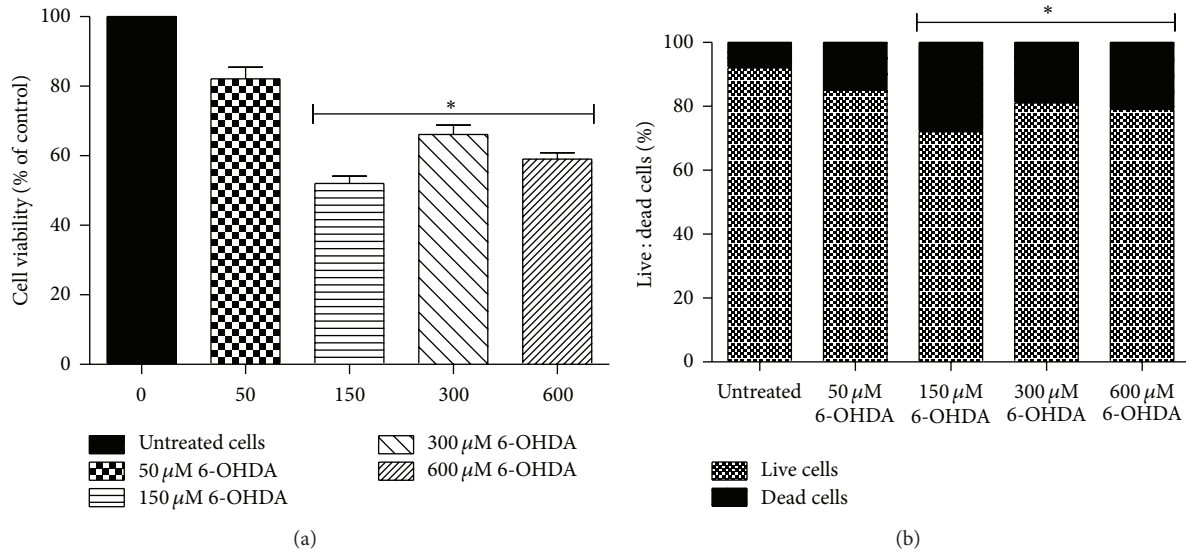 100
80
60
40
20
0
Cell viability (% of control)
*
0 50 150 300 600
Untreated cells
50 μM 6-OHDA
150 μM 6-OHDA
300 μM 6-OHDA
600 μM 6-OHDA
(a)
*
100
80
60
40
20
0
Live : dead cells (%)
Untreated
50 μM
6-OHDA
150 μM
6-OHDA
300 μM
6-OHDA
600 μM
6-OHDA
Live cells
Dead cells
(b)